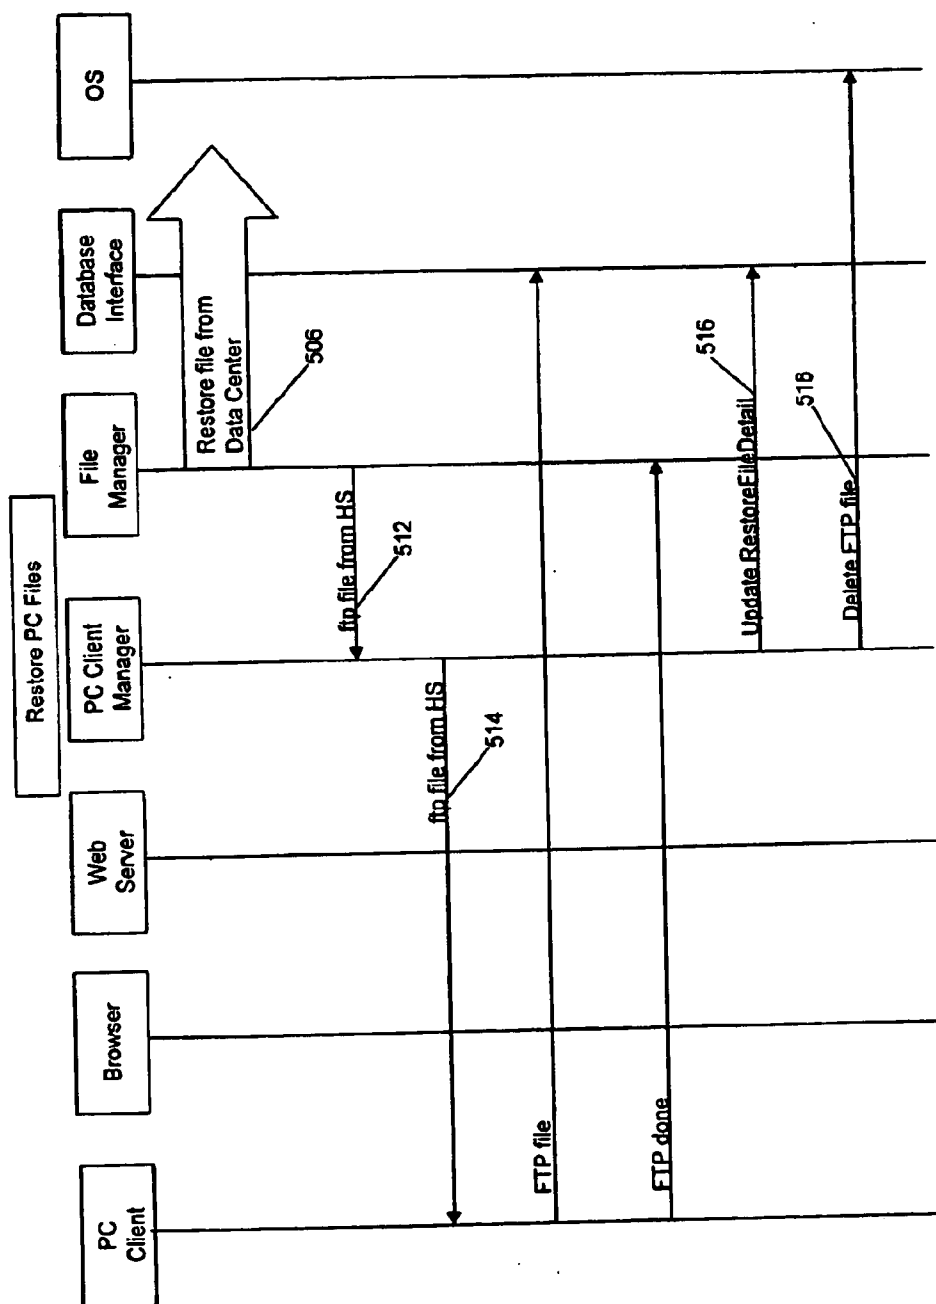 Restore PC Files
PC
Client
Browser
Web
Server
PC Client
Manager
File
Manager
Database
Interface
OS
Restore file from
Data Center
506
ftp file from HS
512
ftp file from HS
514
FTP file
FTP done
Update RestoreFileDetail
516
Delete FTP file
518